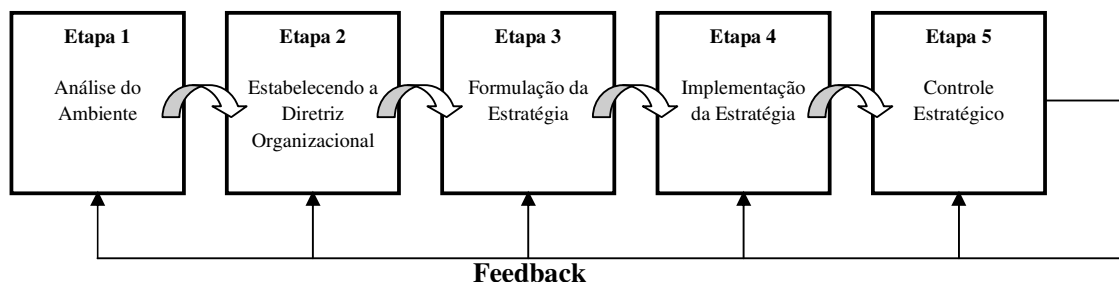 Etapa 1
Análise do
Ambiente
Etapa 2
Estabelecendo a
Diretriz
Organizacional
Etapa 3
Formulação da
Estratégia
Etapa 4
Implementação
da Estratégia
Etapa 5
Controle
Estratégico
Feedback